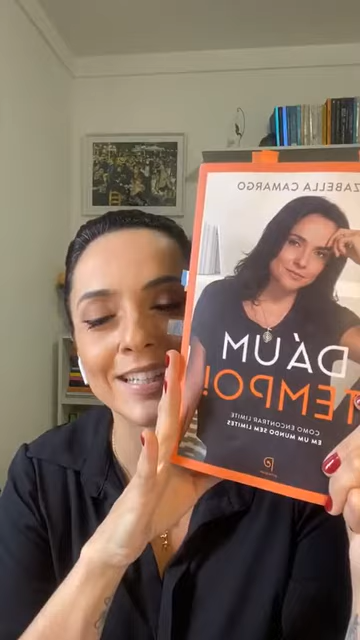 ZABELLA CAMARGO
DÁ UM
TEMPO!
COMO ENCONTRAR LIMITE
EM UM MUNDO SEM LIMITES